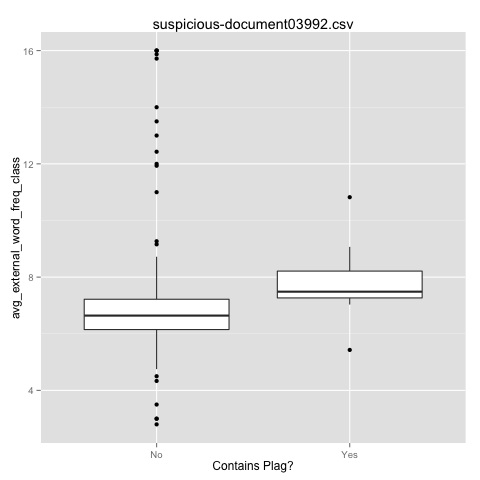 suspicious-document03992.csv
16
12
8
4
avg_external_word_freq_class
No
Yes
Contains Plag?